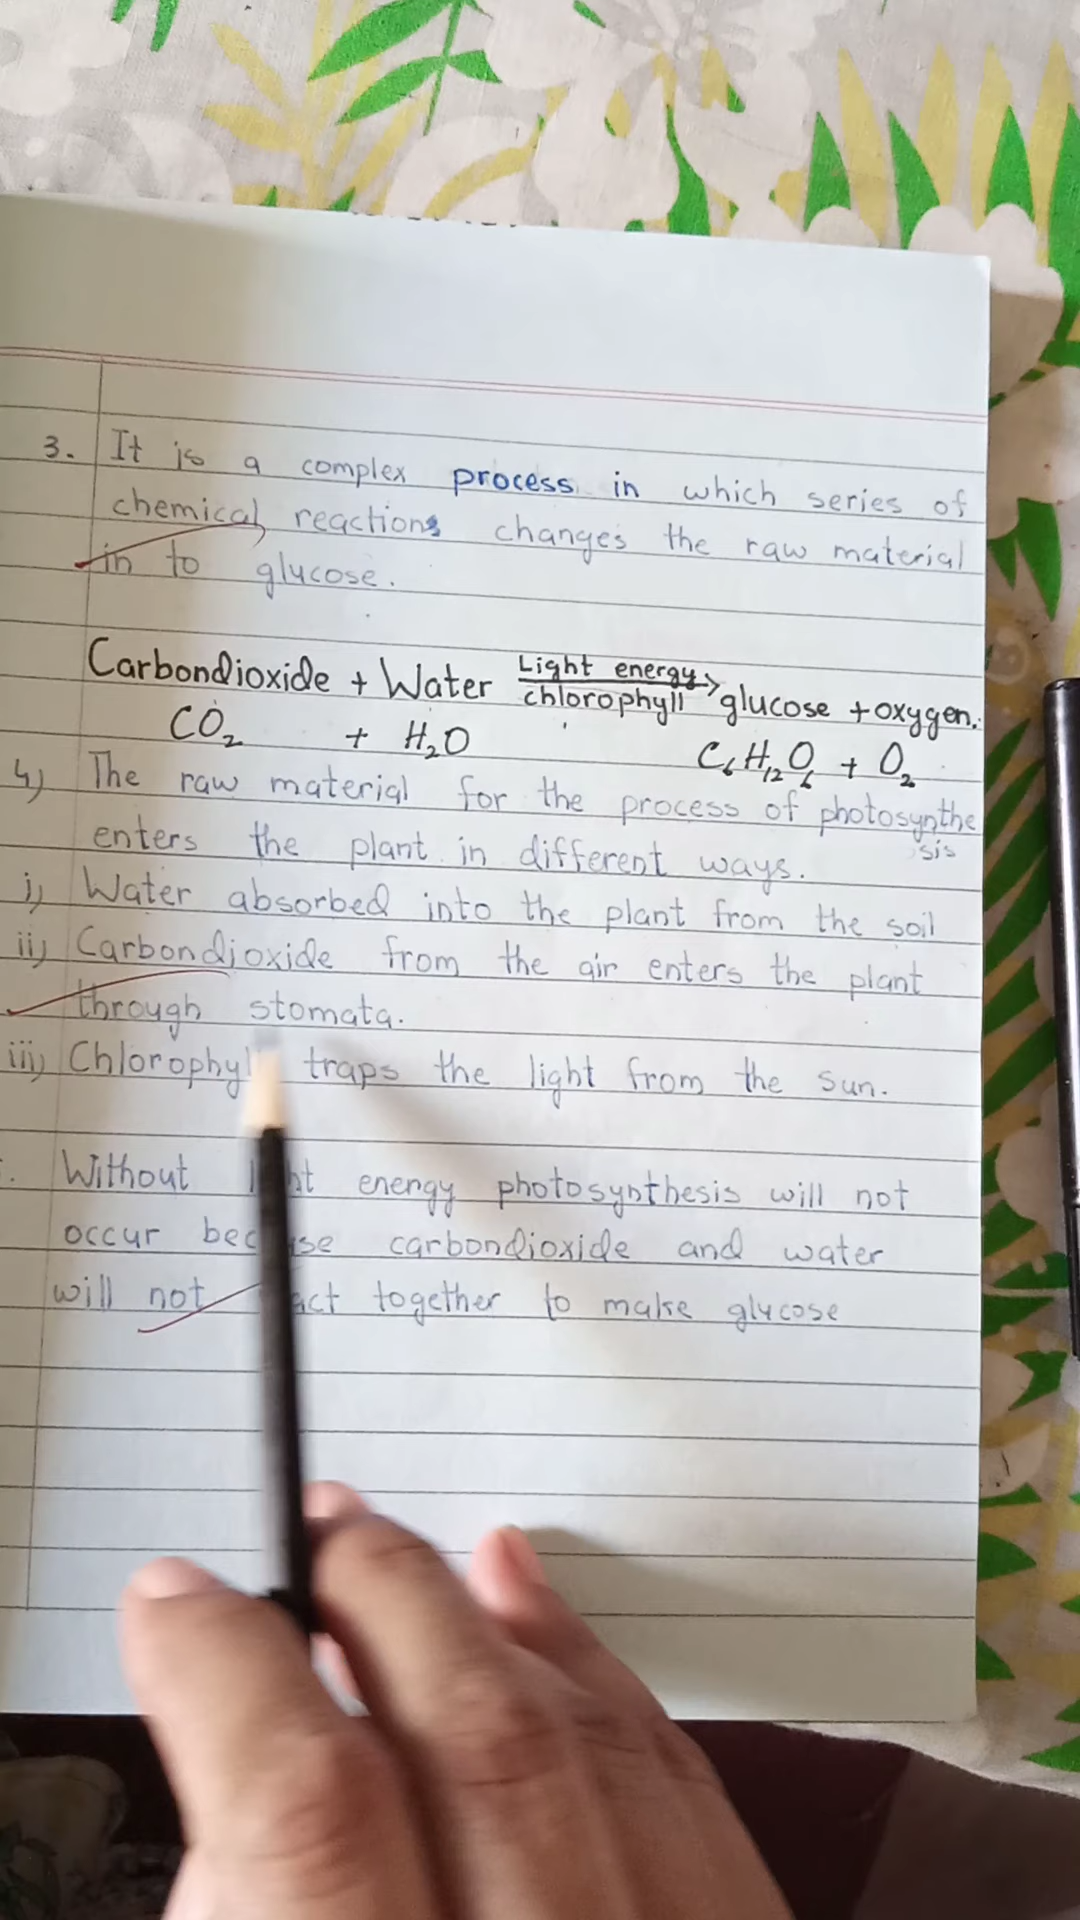 3. It is a complex process in which series of
chemical reactions changes the raw material
in to glucose.
Carbondioxide + Water Light energy chlorophyll → glucose + oxygen.
CO₂ + H₂O C₆H₁₂O₆ + O₂
4) The raw material for the process of photosynthe
sis
enters the plant in different ways.
i) Water absorbed into the plant from the soil
ii) Carbondioxide from the air enters the plant
through stomata.
iii) Chlorophyl traps the light from the sun.
Without energy photosynthesis will not
occur carbondioxide and water
will not together to make glucose